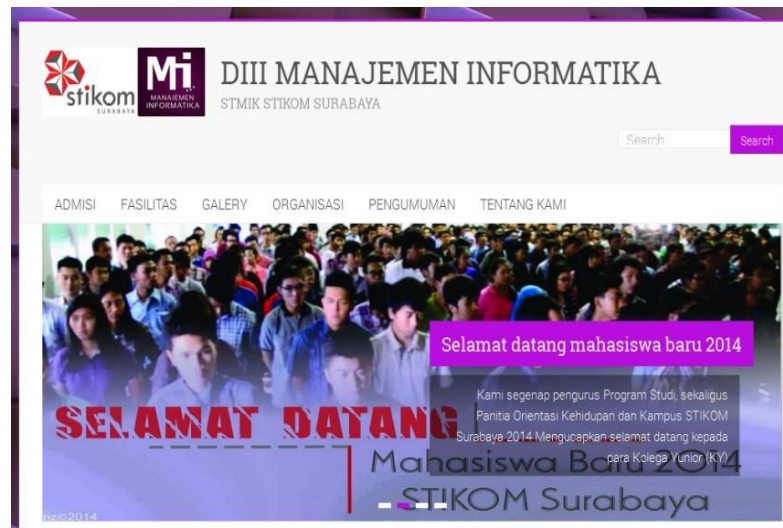 stikom
SURABAYA
Mi
MANAJEMEN
INFORMATIKA
DIII MANAJEMEN INFORMATIKA
STMIK STIKOM SURABAYA
Search
Search
ADMISI FASILITAS GALERY ORGANISASI PENGUMUMAN TENTANG KAMI
Selamat datang mahasiswa baru 2014
Kami segenap pengurus Program Studi, sekaligus
Panitia Orientasi Kehidupan dan Kampus STIKOM
Surabaya 2014 Mengucapkan selamat datang kepada
para Kolega Yunior (KY)
SELAMAT DATANG
Mahasiswa Baru 2014
STIKOM Surabaya
riz©2014